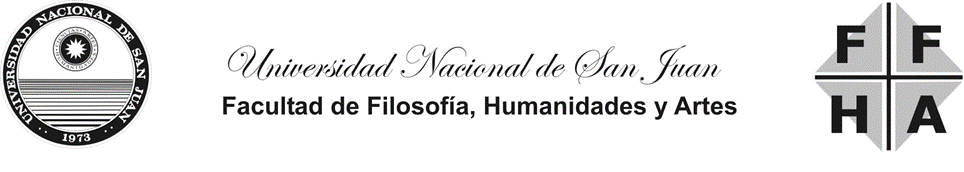 UNIVERSIDAD NACIONAL DE SAN JUAN
·· 1973 ··
Universidad Nacional de San Juan
Facultad de Filosofía, Humanidades y Artes
F F
H A